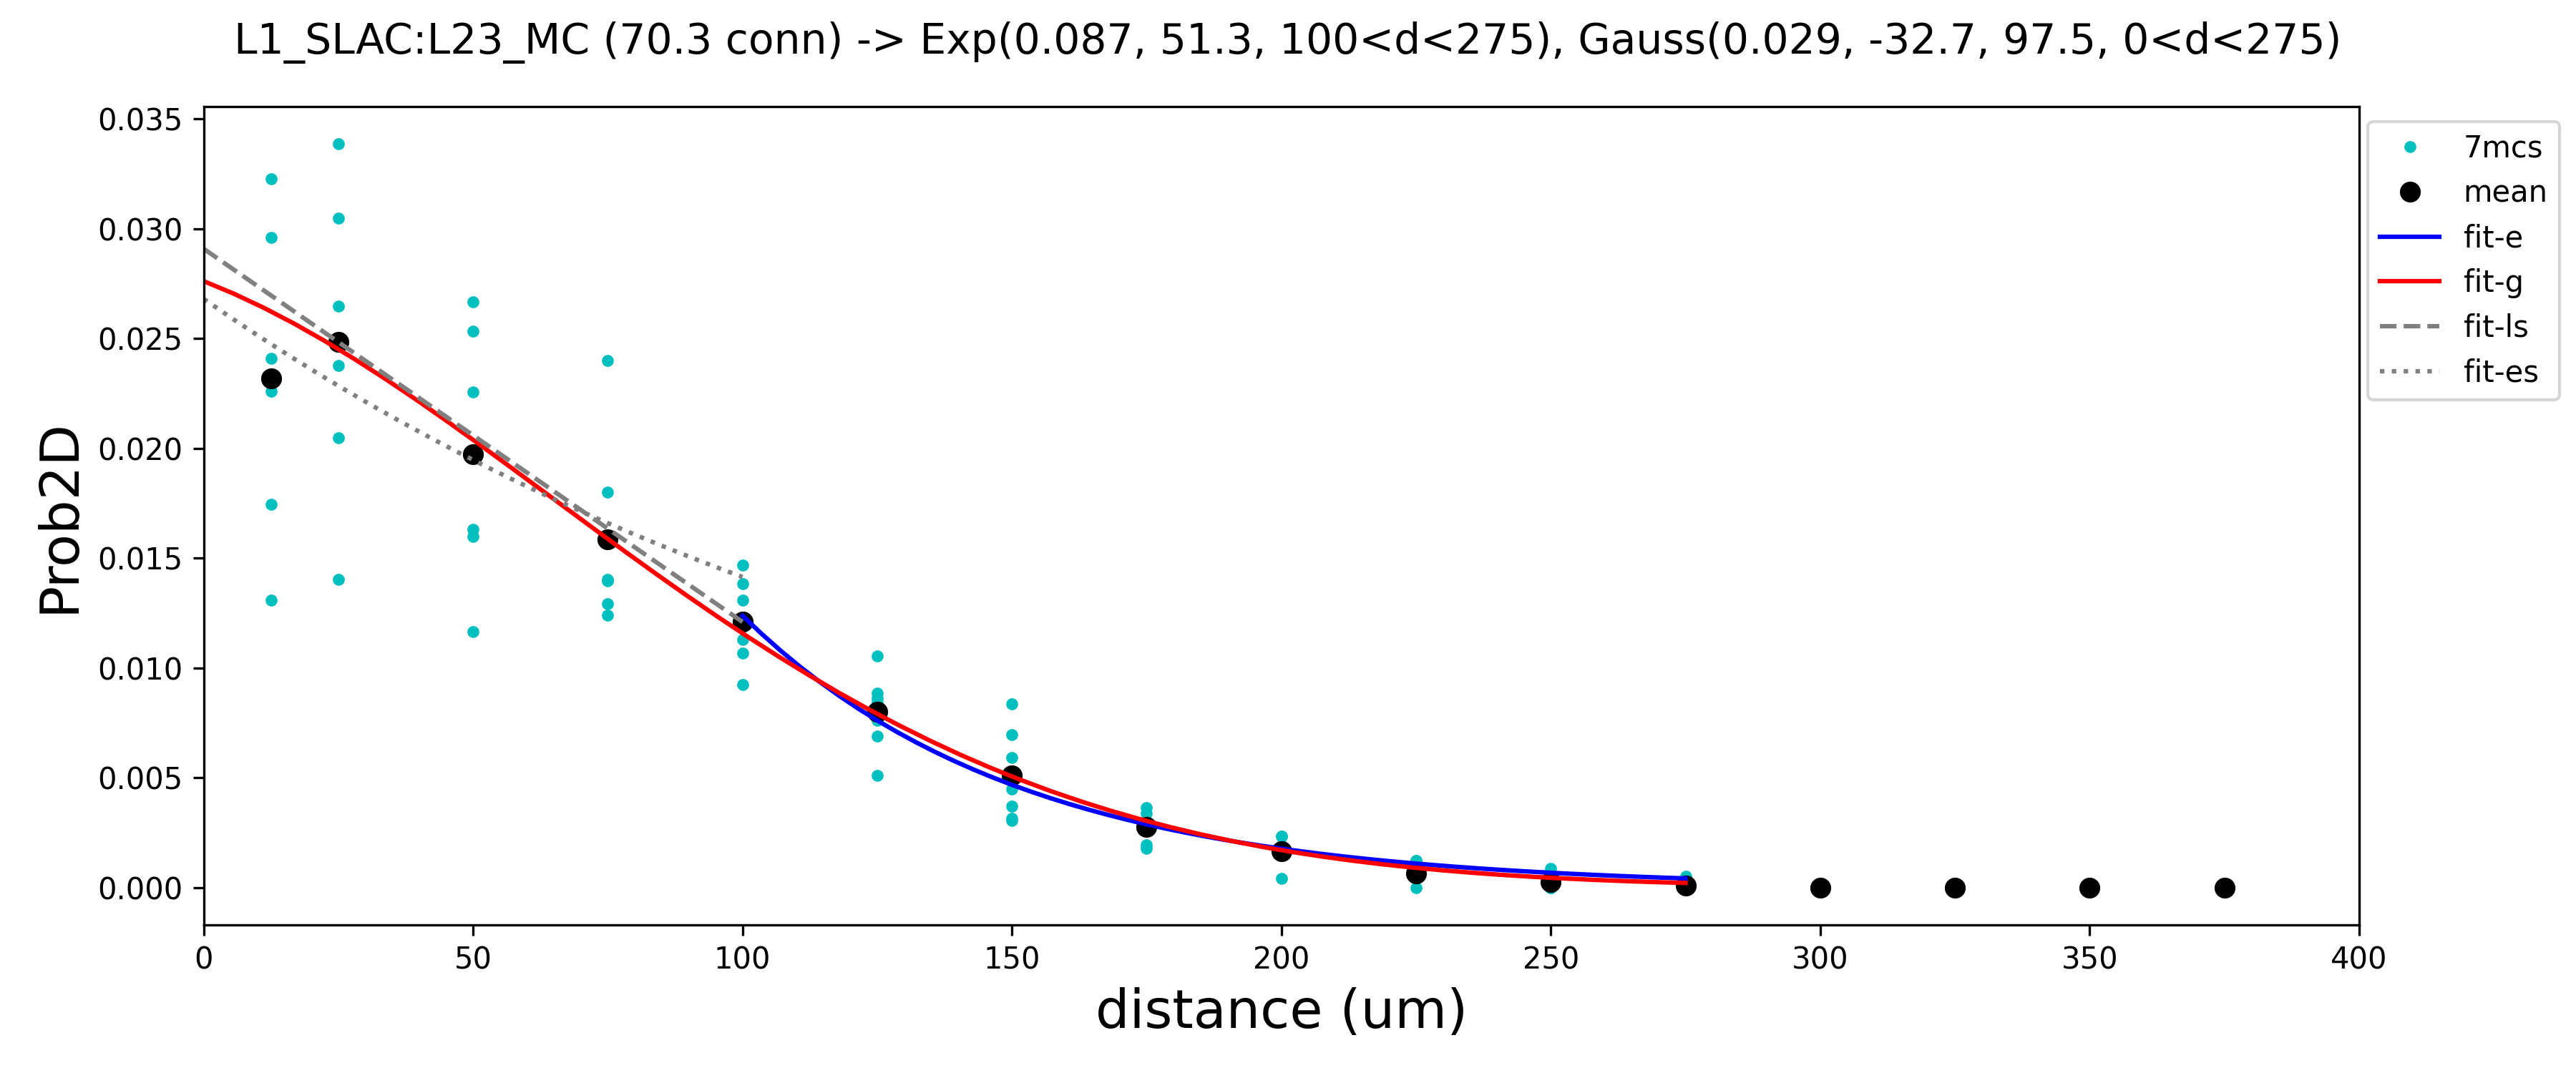 L1_SLAC:L23_MC (70.3 conn) -> Exp(0.087, 51.3, 100<d<275), Gauss(0.029, -32.7, 97.5, 0<d<275)
0.035
0.030
0.025
0.020
0.015
0.010
0.005
0.000
Prob2D
0 50 100 150 200 250 300 350 400
distance (um)
7mcs
mean
fit-e
fit-g
fit-ls
fit-es